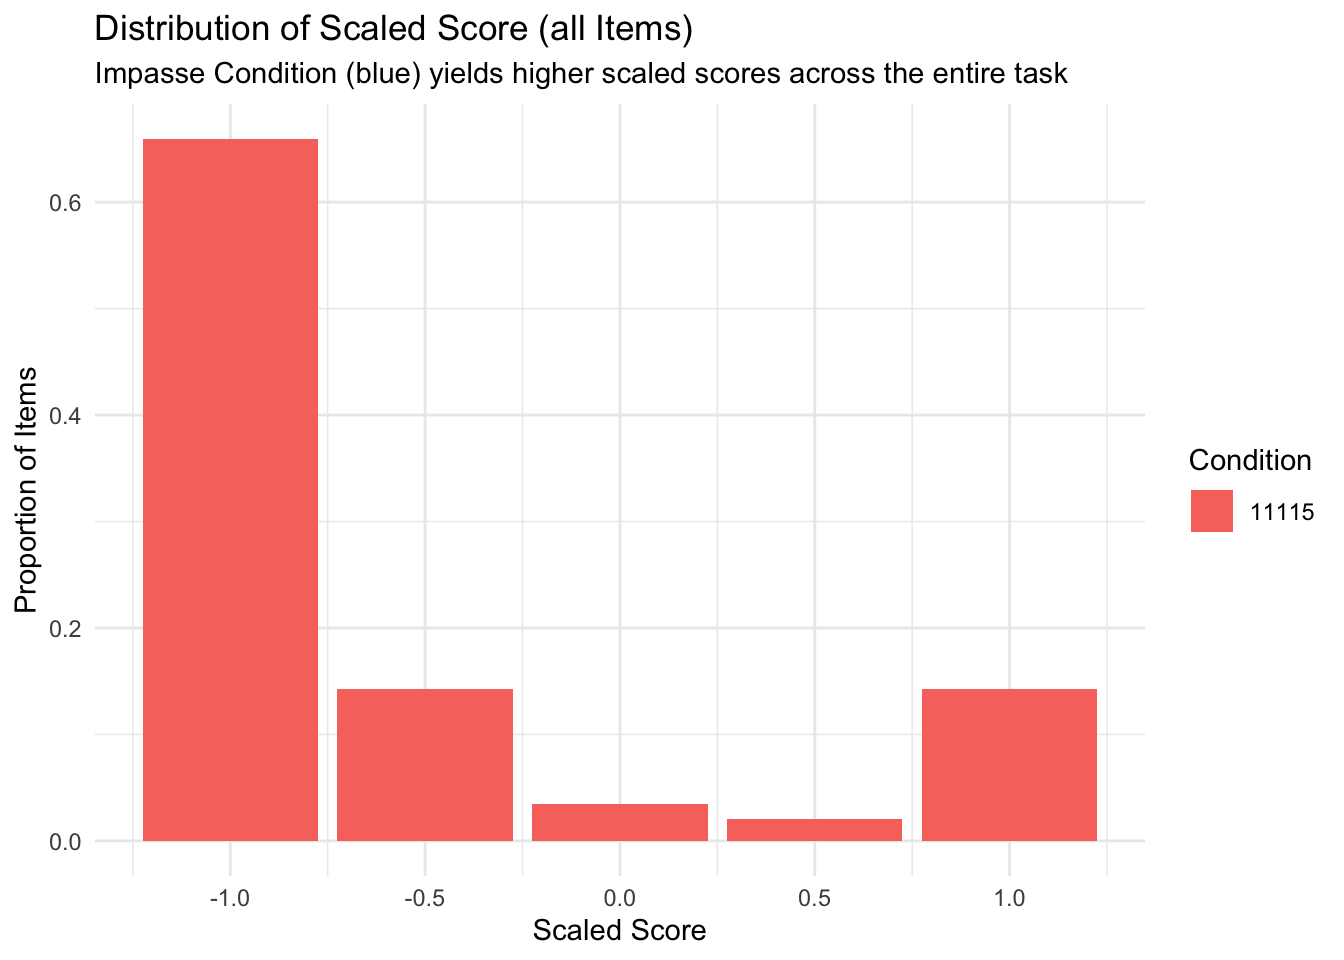 Distribution of Scaled Score (all Items)
Impasse Condition (blue) yields higher scaled scores across the entire task
Proportion of Items
0.6
0.4
0.2
0.0
-1.0
-0.5
0.0
0.5
1.0
Scaled Score
Condition
11115